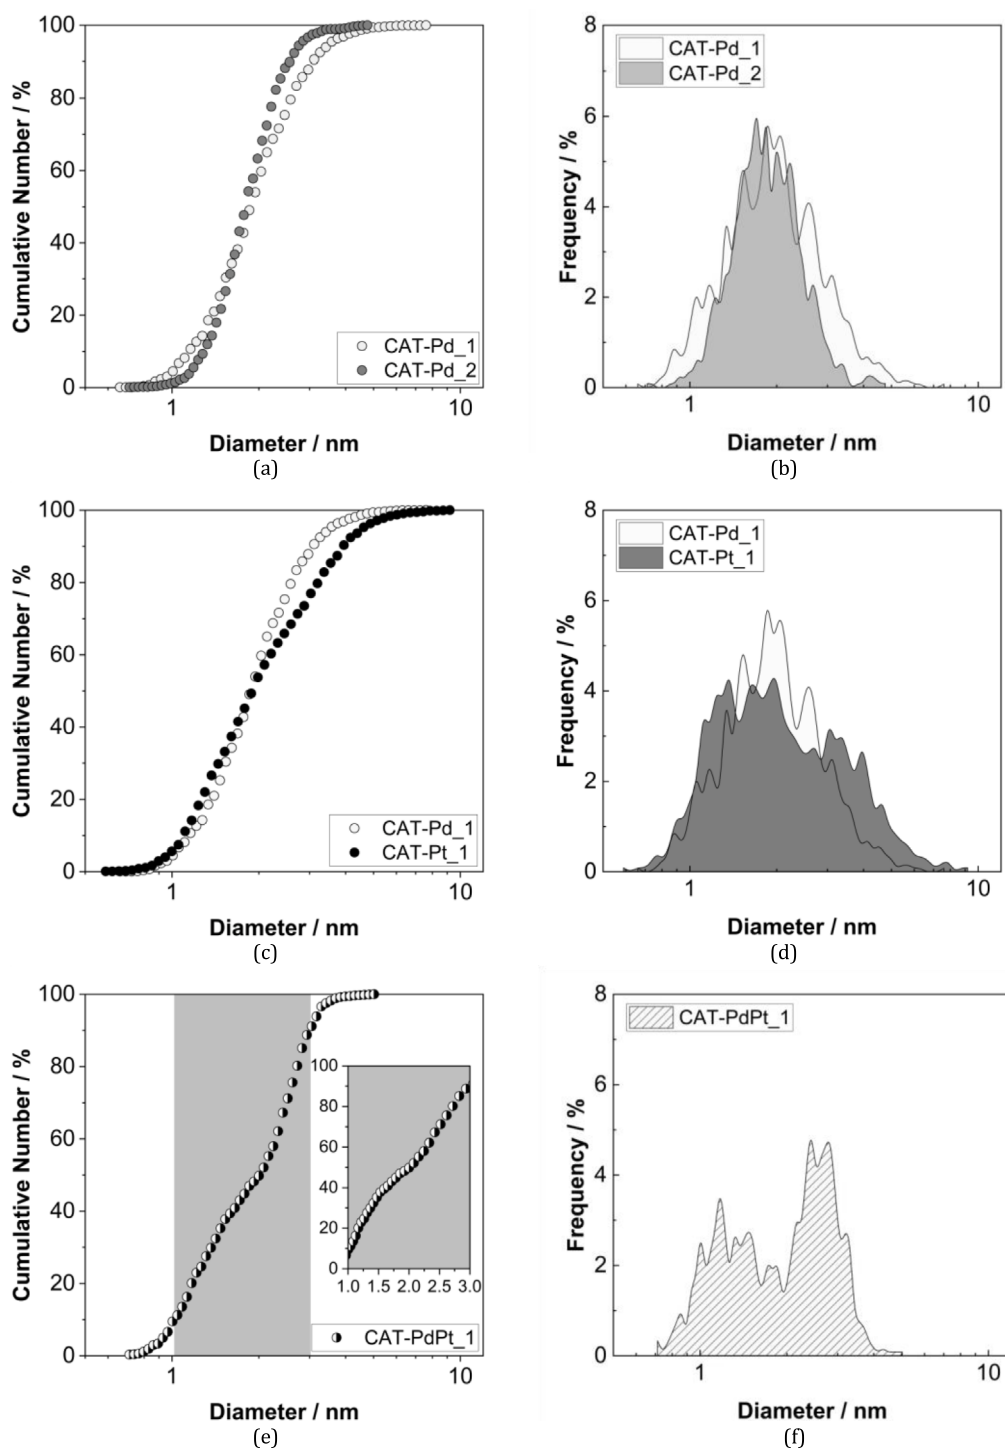 100
80
60
40
20
0
Cumulative Number / %
CAT-Pd_1
CAT-Pd_2
1
10
Diameter / nm
(a)
8
6
4
2
0
Frequency / %
CAT-Pd_1
CAT-Pd_2
1
10
Diameter / nm
(b)
100
80
60
40
20
0
Cumulative Number / %
CAT-Pd_1
CAT-Pt_1
1
10
Diameter / nm
(c)
8
6
4
2
0
Frequency / %
CAT-Pd_1
CAT-Pt_1
1
10
Diameter / nm
(d)
100
80
60
40
20
0
Cumulative Number / %
100
80
60
40
20
0
1.0 1.5 2.0 2.5 3.0
CAT-PdPt_1
1
10
Diameter / nm
(e)
8
6
4
2
0
Frequency / %
CAT-PdPt_1
1
10
Diameter / nm
(f)